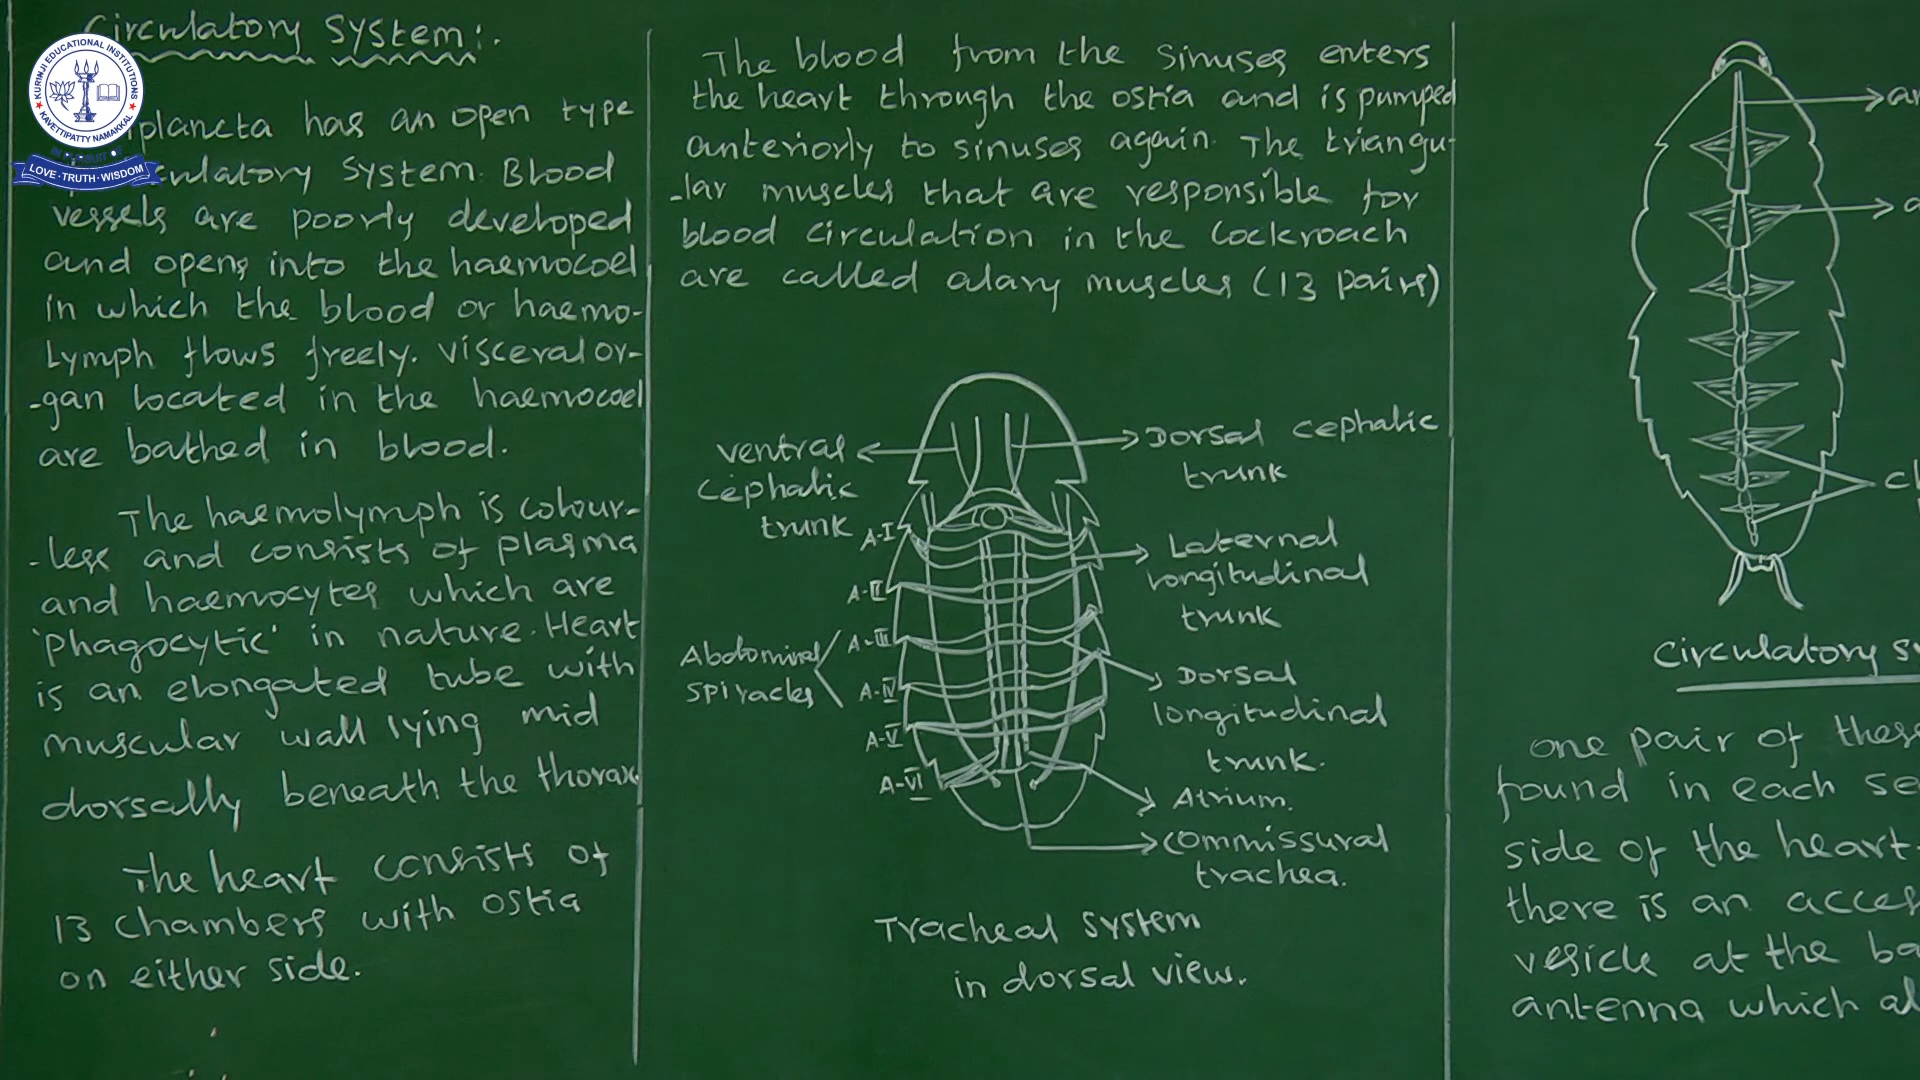 Circulatory System:.
KURINJI EDUCATIONAL INSTITUTIONS
KAVETTIPATTY NAMAKKAL
LOVE · TRUTH · WISDOM
planeta has an open type
culatory System. Blood
vessels are poorly developed
and opens into the haemocoel
in which the blood or haemo-
Lymph flows freely. visceral or-
-gan located in the haemocoel
are bathed in blood.
The haemolymph is colour-
-less and consists of plasma
and haemocytes which are
'Phagocytic' in nature. Heart
is an elongated tube with
muscular wall lying mid
dorsally beneath the thorax.
The heart consists of
13 chambers with ostia
on either side.
The blood from the sinuses enters
the heart through the ostia and is pumped
anteriorly to sinuses again. The triangu-
-lar muscles that are responsible for
blood circulation in the cockroach
are called alary muscles (13 pairs)
ventral
cephalic
trunk
Dorsal cephalic
trunk
A-I
A-II
A-III
A-IV
A-V
A-VI
Abdominal
spiracles
Laternal
longitudinal
trunk
Dorsal
longitudinal
trunk.
Atrium.
commissural
trachea.
Tracheal system
in dorsal view.
Circulatory
one pair of these
found in each
side of the heart.
there is an
vesicle at the
antenna which